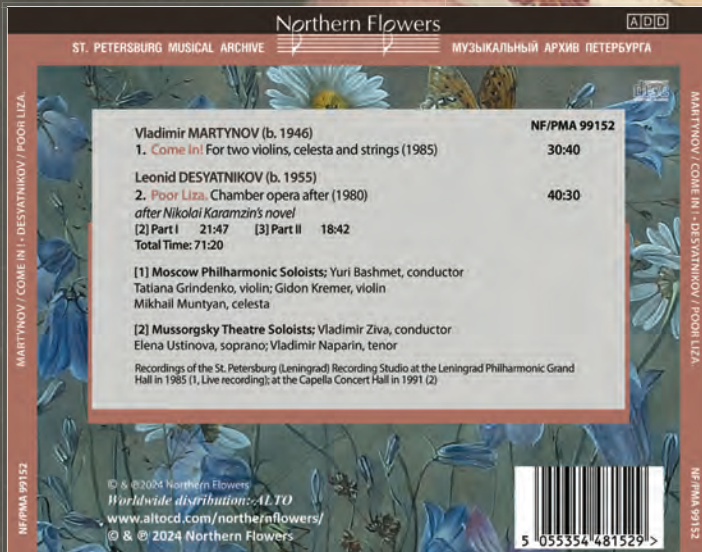 Northern Flowers
ADD
ST. PETERSBURG MUSICAL ARCHIVE
МУЗЫКАЛЬНЫЙ АРХИВ ПЕТЕРБУРГА
MARTYNOV / COME IN ! • DESYATNIKOV / POOR LIZA.
NF/PMA 99152
Vladimir MARTYNOV (b. 1946)
NF/PMA 99152
1. Come In! For two violins, celesta and strings (1985) 30:40
Leonid DESYATNIKOV (b. 1955)
2. Poor Liza. Chamber opera after (1980) 40:30
after Nikolai Karamzin's novel
[2] Part I 21:47 [3] Part II 18:42
Total Time: 71:20
[1] Moscow Philharmonic Soloists; Yuri Bashmet, conductor
Tatiana Grindenko, violin; Gidon Kremer, violin
Mikhail Muntyan, celesta
[2] Mussorgsky Theatre Soloists; Vladimir Ziva, conductor
Elena Ustinova, soprano; Vladimir Naparin, tenor
Recordings of the St. Petersburg (Leningrad) Recording Studio at the Leningrad Philharmonic Grand
Hall in 1985 (1, Live recording); at the Capella Concert Hall in 1991 (2)
© & ℗ 2024 Northern Flowers
Worldwide distribution: ALTO
www.altocd.com/northernflowers/
© & ℗ 2024 Northern Flowers
5 055354 481529 >
MARTYNOV / COME IN ! • DESYATNIKOV / POOR LIZA.
NF/PMA 99152